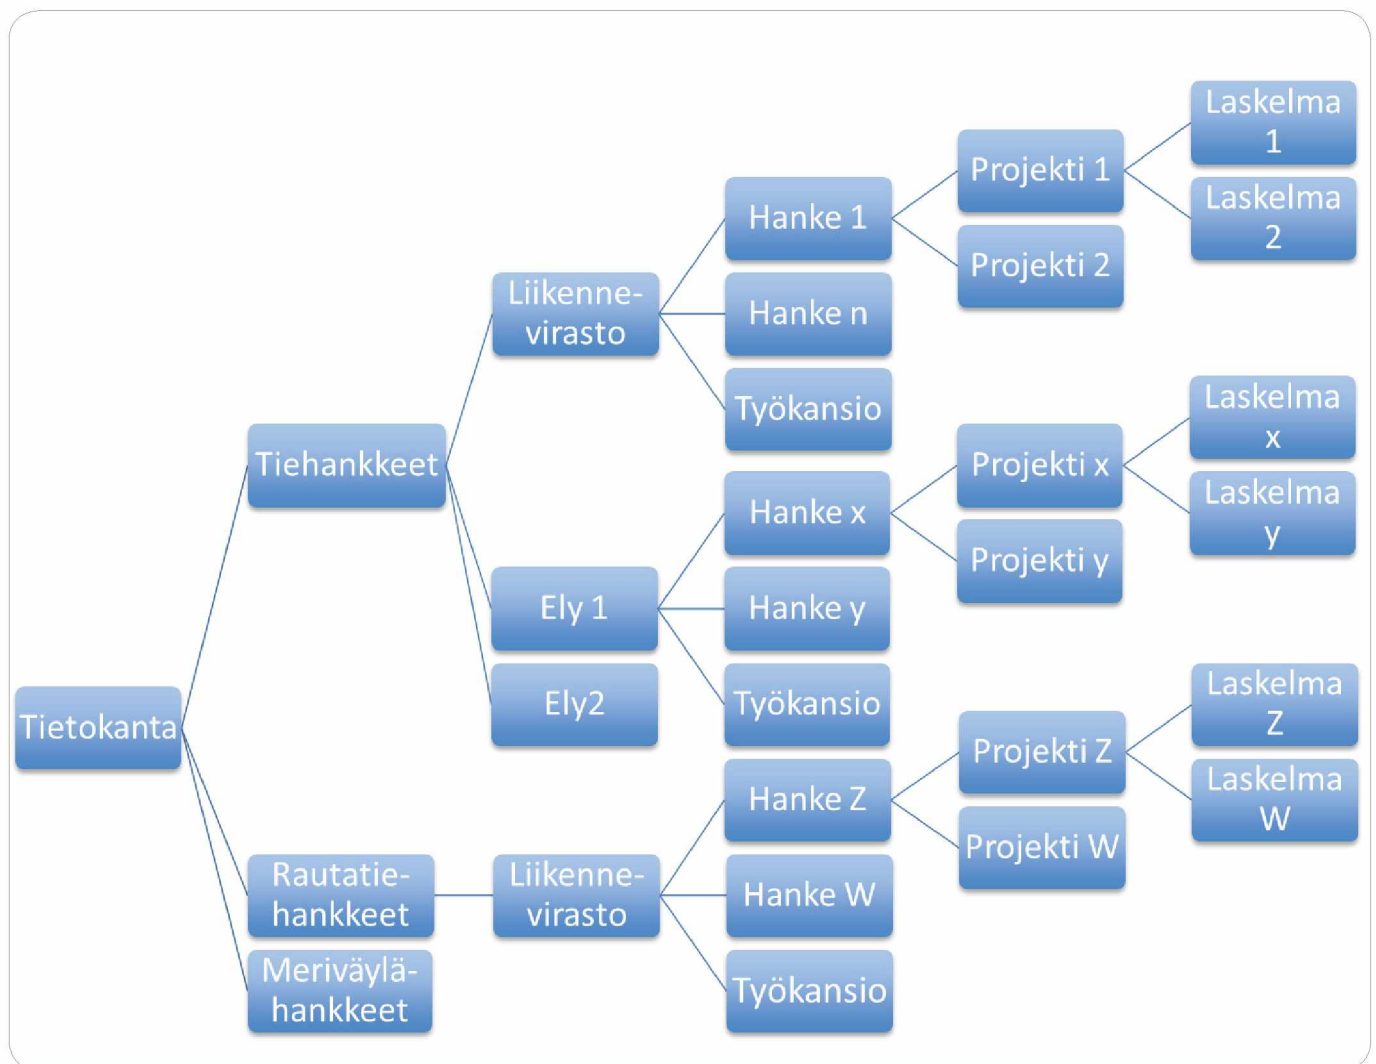 Tietokanta
Tiehankkeet
Liikenne-
virasto
Hanke 1
Projekti 1
Laskelma
1
Laskelma
2
Projekti 2
Hanke n
Työkansio
Ely 1
Hanke x
Projekti x
Laskelma
x
Laskelma
y
Projekti y
Hanke y
Työkansio
Ely2
Rautatie-
hankkeet
Liikenne-
virasto
Hanke Z
Projekti Z
Laskelma
Z
Laskelma
W
Projekti W
Hanke W
Työkansio
Meriväylä-
hankkeet